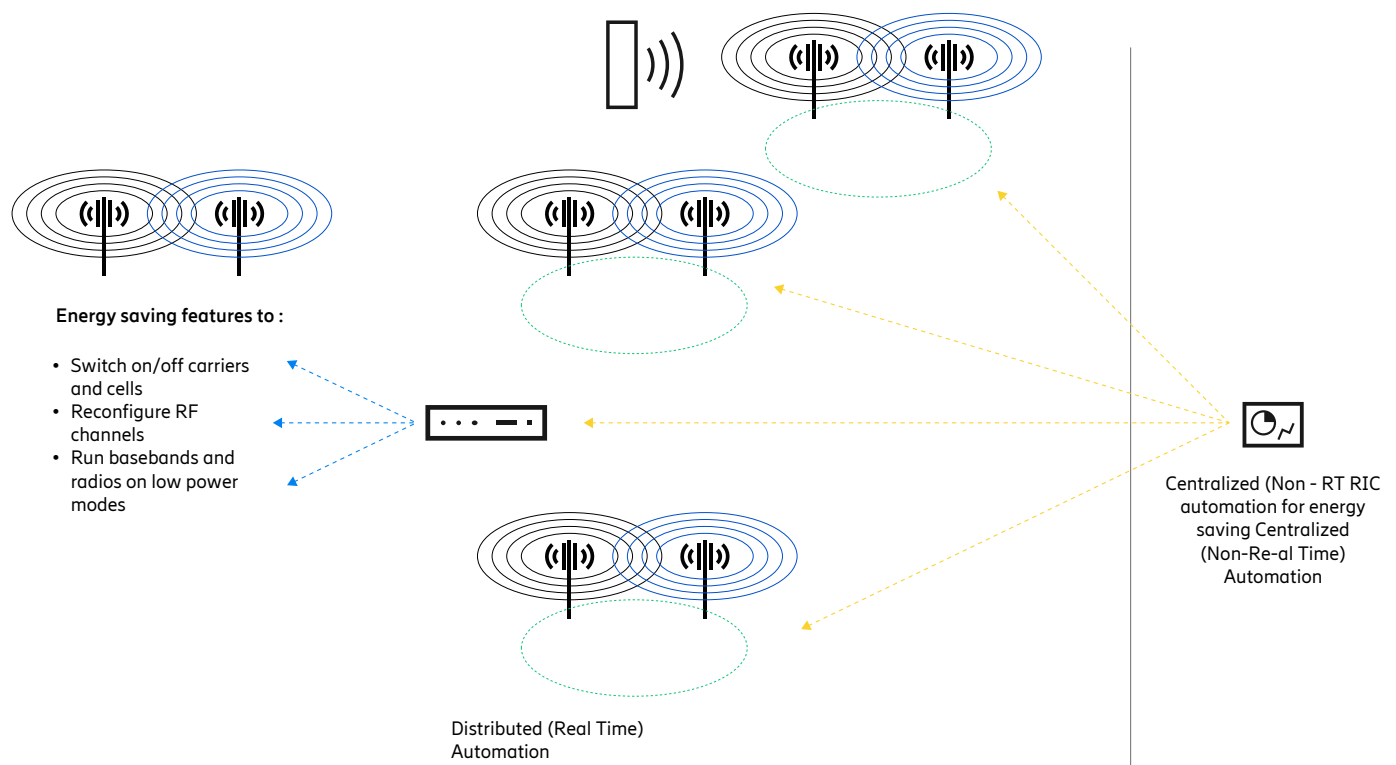 Energy saving features to :
• Switch on/off carriers
and cells
• Reconfigure RF
channels
• Run basebands and
radios on low power
modes
Distributed (Real Time)
Automation
Centralized (Non - RT RIC
automation for energy
saving Centralized
(Non-Re-al Time)
Automation